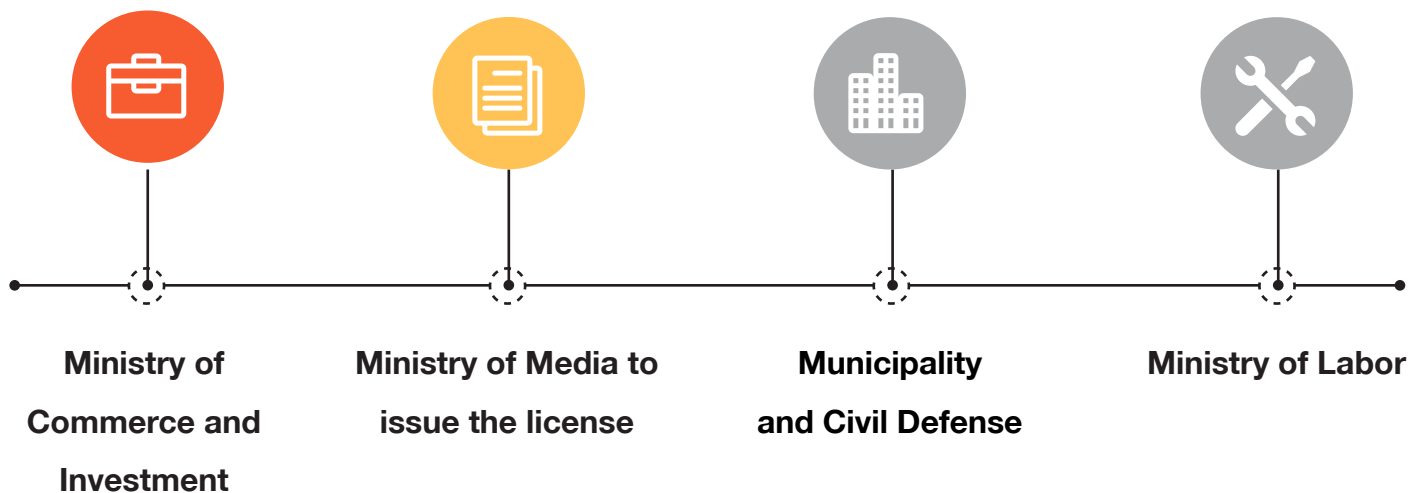 Ministry of
Commerce and
Investment
Ministry of Media to
issue the license
Municipality
and Civil Defense
Ministry of Labor